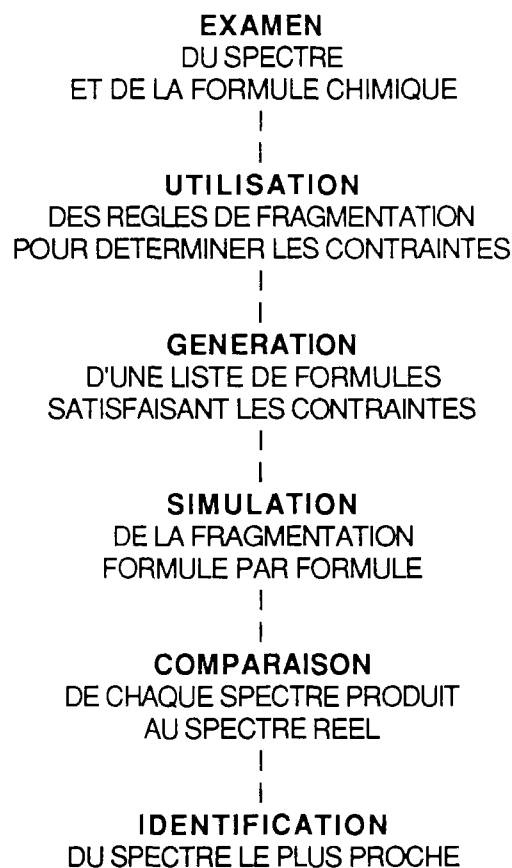 EXAMEN
DU SPECTRE
ET DE LA FORMULE CHIMIQUE
UTILISATION
DES REGLES DE FRAGMENTATION
POUR DETERMINER LES CONTRAINTES
GENERATION
D'UNE LISTE DE FORMULES
SATISFAISANT LES CONTRAINTES
SIMULATION
DE LA FRAGMENTATION
FORMULE PAR FORMULE
COMPARAISON
DE CHAQUE SPECTRE PRODUIT
AU SPECTRE REEL
IDENTIFICATION
DU SPECTRE LE PLUS PROCHE